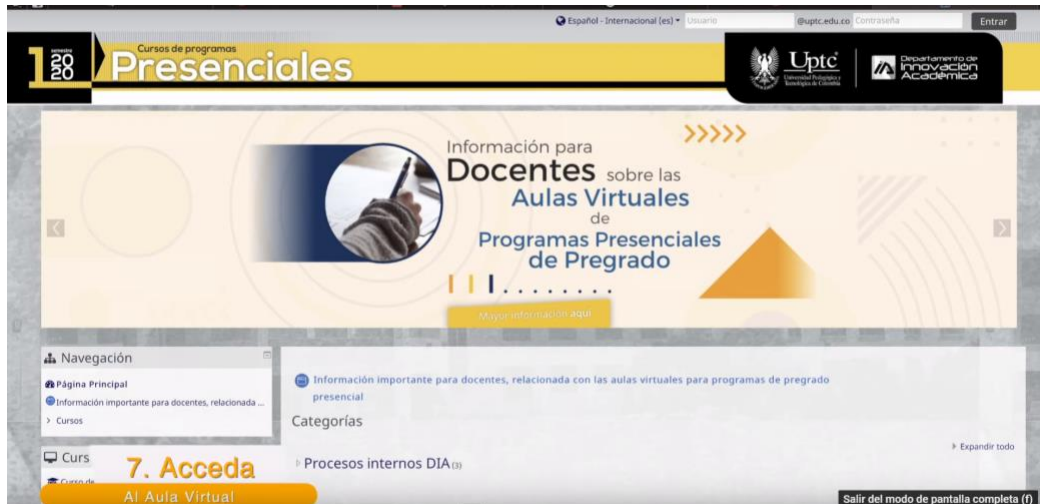 Español - Internacional (es)
Usuario
@uptc.edu.co
Contraseña
Entrar
1
semestre
2020
Cursos de programas
Presenciales
Uptc
Universidad Pedagógica y
Tecnológica de Colombia
Departamento de
Innovación
Académica
Información para
Docentes sobre las
Aulas Virtuales
de
Programas Presenciales
de Pregrado
Mayor información aquí
Navegación
Página Principal
Información importante para docentes, relacionada ...
Cursos
Información importante para docentes, relacionada con las aulas virtuales para programas de pregrado
presencial
Categorías
Expandir todo
Procesos internos DIA (3)
Curs
Curso de
7. Acceda
Al Aula Virtual
Salir del modo de pantalla completa (f)